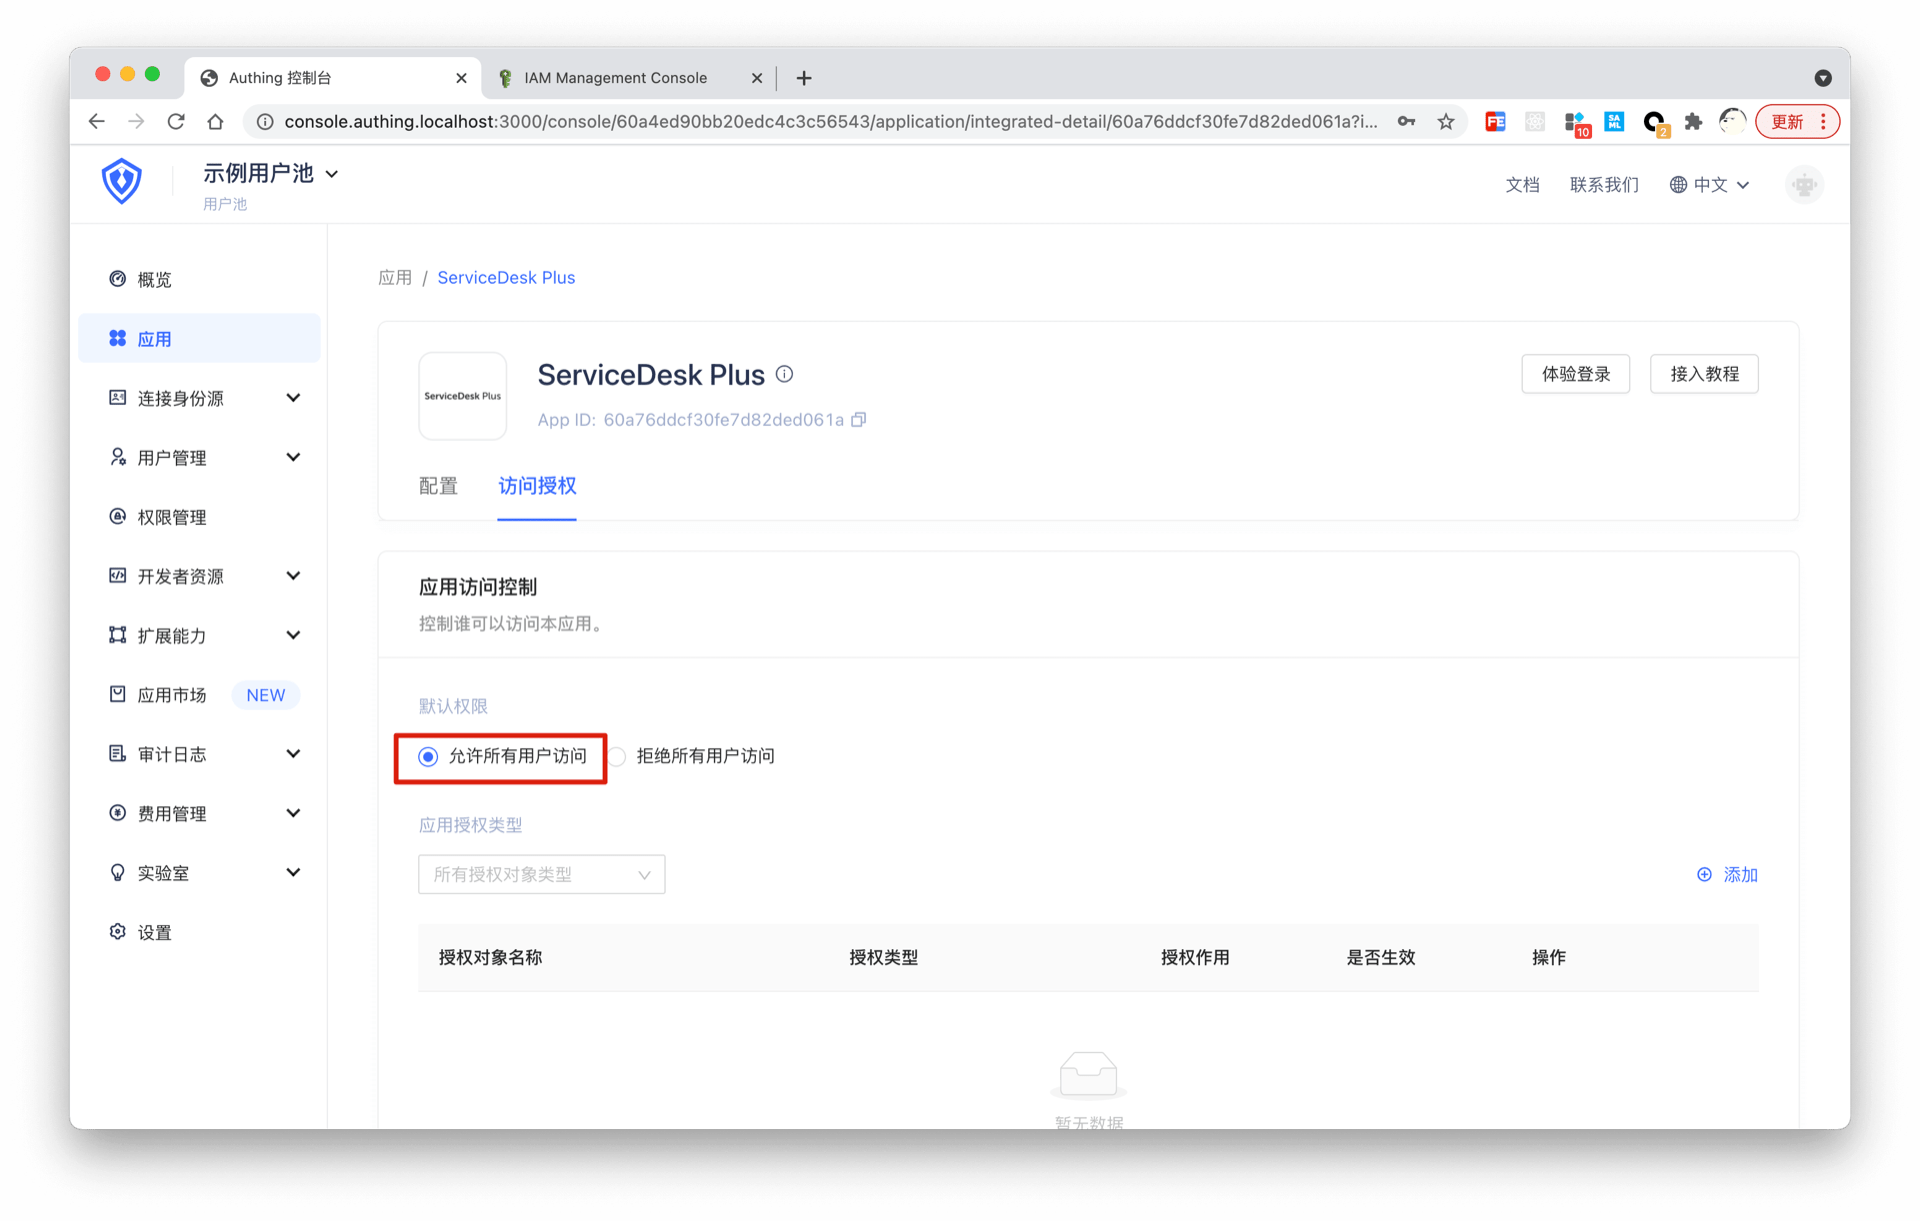 Authing 控制台
IAM Management Console
console.authing.localhost:3000/console/60a4ed90bb20edc4c3c56543/application/integrated-detail/60a76ddcf30fe7d82ded061a?i...
FE
10
SA
ML
2
更新
示例用户池
用户池
文档
联系我们
中文
概览
应用
连接身份源
用户管理
权限管理
开发者资源
扩展能力
应用市场 NEW
审计日志
费用管理
实验室
设置
应用 / ServiceDesk Plus
ServiceDesk Plus
ServiceDesk Plus
App ID: 60a76ddcf30fe7d82ded061a
体验登录
接入教程
配置
访问授权
应用访问控制
控制谁可以访问本应用。
默认权限
允许所有用户访问
拒绝所有用户访问
应用授权类型
所有授权对象类型
添加
授权对象名称
授权类型
授权作用
是否生效
操作
暂无数据